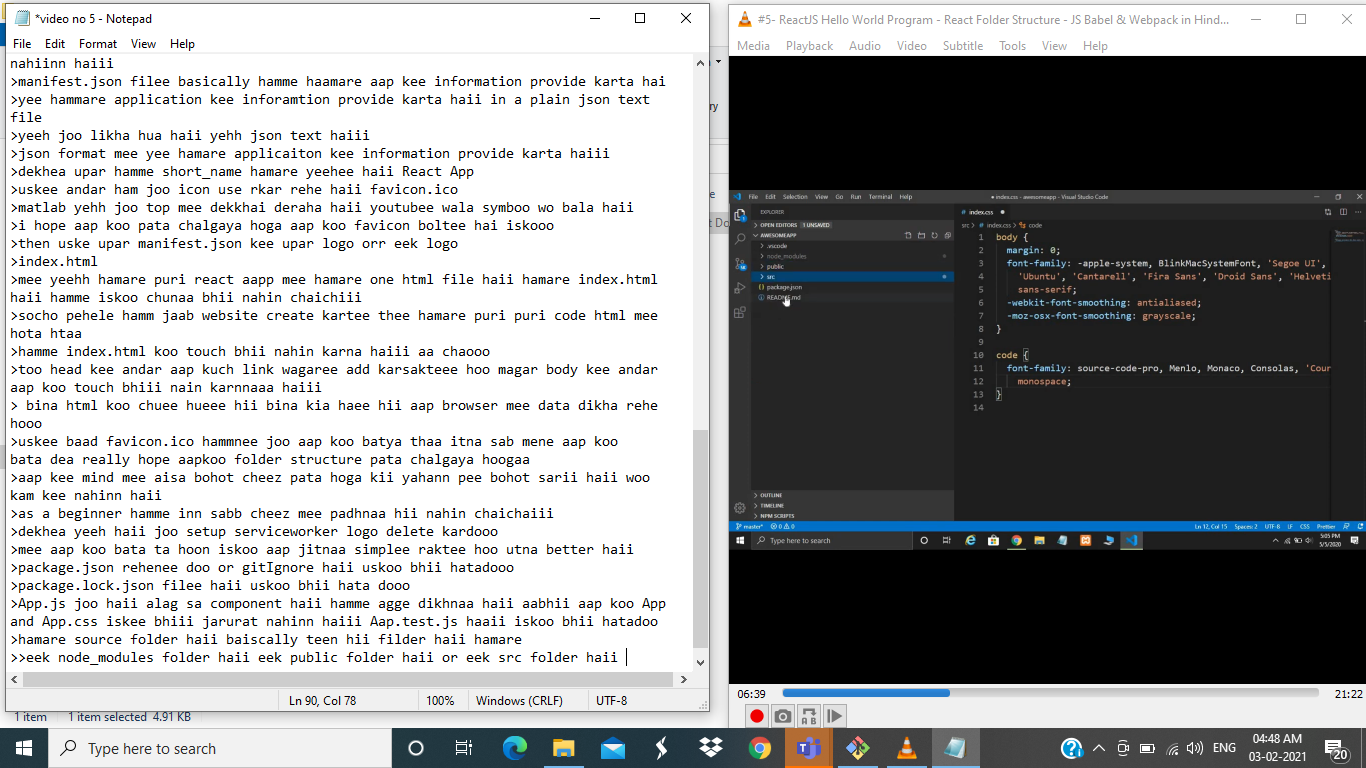 *video no 5 - Notepad
File Edit Format View Help
nahiinn haiii
>manifest.json filee basically hamme haamare aap kee information provide karta hai
>yee hammare application kee inforamtion provide karta haii in a plain json text
file
>yeeh joo likha hua haii yehh json text haiii
>json format mee yee hamare applicaiton kee information provide karta haiii
>dekhea upar hamme short_name hamare yeehee haii React App
>uskee andar ham joo icon use rkar rehe haii favicon.ico
>matlab yehh joo top mee dekkhai deraha haii youtubee wala symboo wo bala haii
>i hope aap koo pata chalgaya hoga aap koo favicon boltee hai iskooo
>then uske upar manifest.json kee upar logo orr eek logo
>index.html
>mee yeehh hamare puri react aapp mee hamare one html file haii hamare index.html
haii hamme iskoo chunaa bhii nahin chaichiii
>socho pehele hamm jaab website create kartee thee hamare puri puri code html mee
hota htaa
>hamme index.html koo touch bhii nahin karna haiii aa chaooo
>too head kee andar aap kuch link wagaree add karsakteee hoo magar body kee andar
aap koo touch bhiii nain karnnaaa haiii
> bina html koo chuee hueee hii bina kia haee hii aap browser mee data dikha rehe
hooo
>uskee baad favicon.ico hammnee joo aap koo batya thaa itna sab mene aap koo
bata dea really hope aapkoo folder structure pata chalgaya hoogaa
>aap kee mind mee aisa bohot cheez pata hoga kii yahann pee bohot sarii haii woo
kam kee nahinn haii
>as a beginner hamme inn sabb cheez mee padhnaa hii nahin chaichaiii
>dekhea yeeh haii joo setup serviceworker logo delete kardooo
>mee aap koo bata ta hoon iskoo aap jitnaa simplee raktee hoo utna better haii
>package.json rehenee doo or gitIgnore haii uskoo bhii hatadooo
>package.lock.json filee haii uskoo bhii hata dooo
>App.js joo haii alag sa component haii hamme agge dikhnaa haii aabhii aap koo App
and App.css iskee bhiii jarurat nahinn haiii Aap.test.js haaii iskoo bhii hatadoo
>hamare source folder haii baiscally teen hii filder haii hamare
>>eek node_modules folder haii eek public folder haii or eek src folder haii
Ln 90, Col 78 100% Windows (CRLF) UTF-8
1 item 1 item selected 4.91 KB
#5- ReactJS Hello World Program - React Folder Structure - JS Babel & Webpack in Hind...
Media Playback Audio Video Subtitle Tools View Help
File Edit Selection View Go Run Terminal Help
index.css - awesomeapp - Visual Studio Code
EXPLORER
OPEN EDITORS 1 UNSAVED
AWESOMEAPP
.vscode
node_modules
public
src
package.json
README.md
OUTLINE
TIMELINE
NPM SCRIPTS
# index.css
src > # index.css > code
1 body {
2 margin: 0;
3 font-family: -apple-system, BlinkMacSystemFont, 'Segoe UI',
4 'Ubuntu', 'Cantarell', 'Fira Sans', 'Droid Sans', 'Helveti
5 sans-serif;
6 -webkit-font-smoothing: antialiased;
7 -moz-osx-font-smoothing: grayscale;
8 }
9
10 code {
11 font-family: source-code-pro, Menlo, Monaco, Consolas, 'Cour
12 monospace;
13 }
14
master* 0 0 Ln 12, Col 15 Spaces: 2 UTF-8 LF CSS Prettier
Type here to search
5:05 PM
5/5/2020
06:39 21:22
Type here to search
ENG
04:48 AM
03-02-2021
20